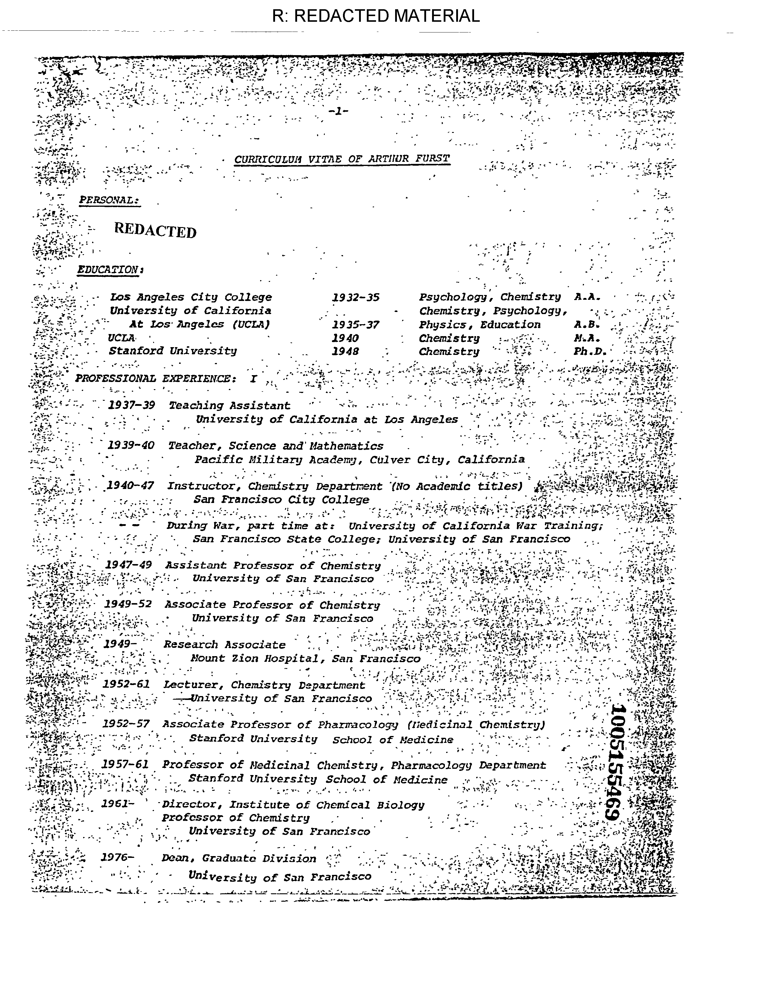 R: REDACTED MATERIAL
-1-
CURRICULUM VITAE OF ARTHUR FURST
PERSONAL:
REDACTED
EDUCATION:
Los Angeles City College 1932-35 Psychology, Chemistry A.A.
University of California - Chemistry, Psychology,
At Los Angeles (UCLA) 1935-37 Physics, Education A.B.
UCLA 1940 Chemistry M.A.
Stanford University 1948 Chemistry Ph.D.
PROFESSIONAL EXPERIENCE: I
1937-39 Teaching Assistant
University of California at Los Angeles
1939-40 Teacher, Science and Mathematics
Pacific Military Academy, Culver City, California
1940-47 Instructor, Chemistry Department (No Academic titles)
San Francisco City College
-- During War, part time at: University of California War Training;
San Francisco State College; University of San Francisco
1947-49 Assistant Professor of Chemistry
University of San Francisco
1949-52 Associate Professor of Chemistry
University of San Francisco
1949- Research Associate
Mount Zion Hospital, San Francisco
1952-61 Lecturer, Chemistry Department
University of San Francisco
1952-57 Associate Professor of Pharmacology (Medicinal Chemistry)
Stanford University School of Medicine
1957-61 Professor of Medicinal Chemistry, Pharmacology Department
Stanford University School of Medicine
1961- Director, Institute of Chemical Biology
Professor of Chemistry
University of San Francisco
1976- Dean, Graduate Division
University of San Francisco
1005155469